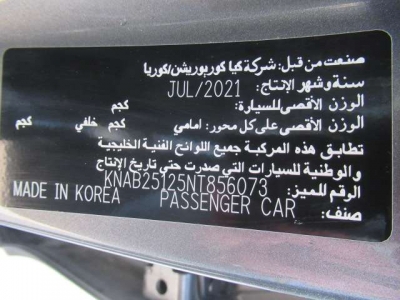 صنعت من قبل: شركة كيا كوربوريشن/كوريا
سنة وشهر الإنتاج: JUL/2021
الوزن الأقصى للسيارة: كجم
الوزن الأقصى على كل محور: امامي كجم خلفي كجم
تطابق هذه المركبة جميع اللوائح الفنية الخليجية
والوطنية للسيارات التي صدرت حتى تاريخ الإنتاج
الرقم المميز: KNAB25125NT856073
صنف: PASSENGER CAR MADE IN KOREA